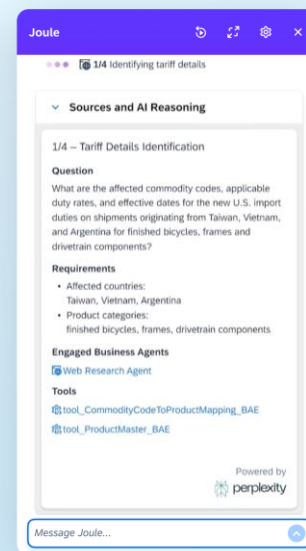 Joule
1/4 Identifying tariff details
Sources and AI Reasoning
1/4 – Tariff Details Identification
Question
What are the affected commodity codes, applicable
duty rates, and effective dates for the new U.S. import
duties on shipments originating from Taiwan, Vietnam,
and Argentina for finished bicycles, frames and
drivetrain components?
Requirements
• Affected countries:
Taiwan, Vietnam, Argentina
• Product categories:
finished bicycles, frames, drivetrain components
Engaged Business Agents
Web Research Agent
Tools
tool_CommodityCodeToProductMapping_BAE
tool_ProductMaster_BAE
Powered by
perplexity
Message Joule...